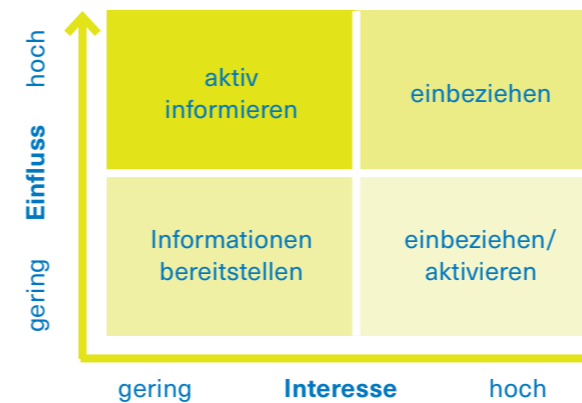 hoch
Einfluss
gering
aktiv
informieren
einbeziehen
Informationen
bereitstellen
einbeziehen/
aktivieren
gering
Interesse
hoch